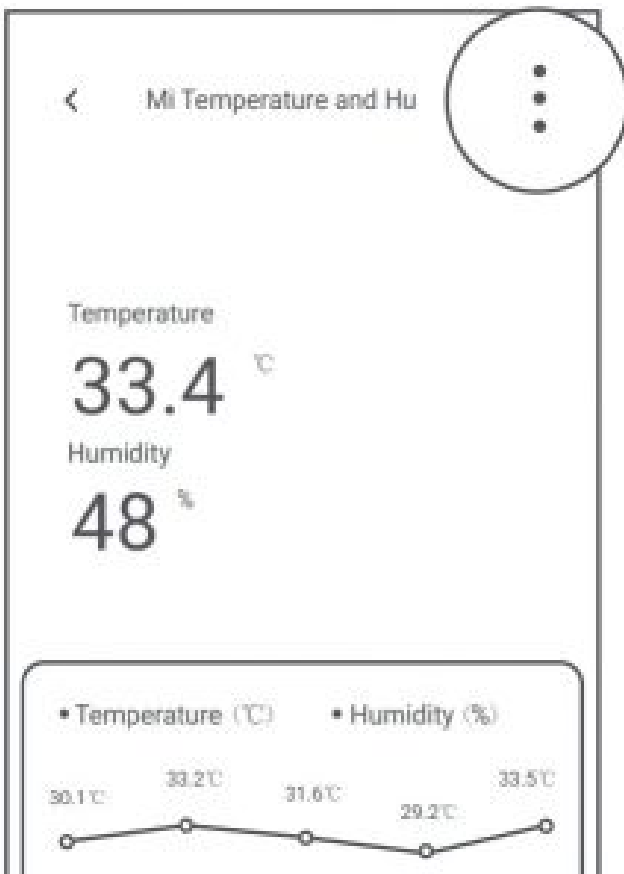 Mi Temperature and Hu
Temperature
33.4 ℃
Humidity
48 %
• Temperature (℃) • Humidity (%)
30.1℃ 33.2℃ 31.6℃ 29.2℃ 33.5℃